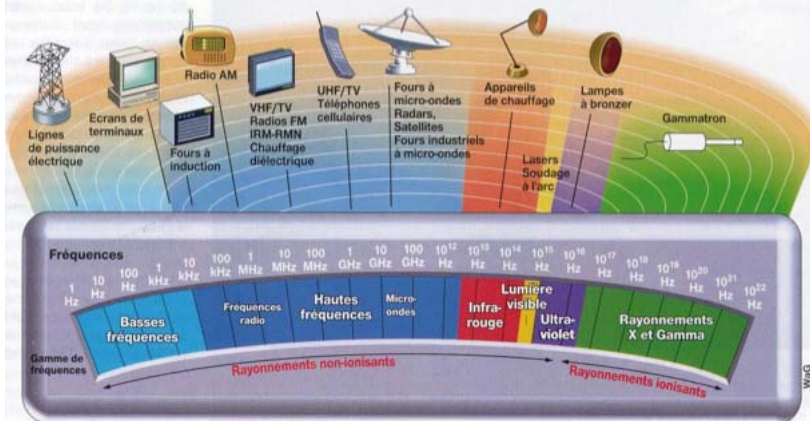 Lignes
de puissance
électrique
Ecrans de
terminaux
Radio AM
Fours à
induction
VHF/TV
Radios FM
IRM-RMN
Chauffage
diélectrique
UHF/TV
Téléphones
cellulaires
Fours à
micro-ondes
Radars,
Satellites
Fours industriels
à micro-ondes
Appareils
de chauffage
Lasers
Soudage
à l'arc
Lampes
à bronzer
Gammatron
Fréquences
1
Hz
10
Hz
100
Hz
1
kHz
10
kHz
100
kHz
1
MHz
10
MHz
100
MHz
1
GHz
10
GHz
100
GHz
10¹²
Hz
10¹³
Hz
10¹⁴
Hz
10¹⁵
Hz
10¹⁶
Hz
10¹⁷
Hz
10¹⁸
Hz
10¹⁹
Hz
10²⁰
Hz
10²¹
Hz
10²²
Hz
Basses
fréquences
Fréquences
radio
Hautes
fréquences
Micro-
ondes
Infra-
rouge
Lumière
visible
Ultra-
violet
Rayonnements
X et Gamma
Gamme de
fréquences
Rayonnements non-ionisants
Rayonnements ionisants
WaG